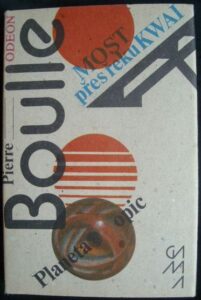 ODEON
Pierre
Boulle
MOST
přes řeku KWAI
Planeta
opic
GAMA